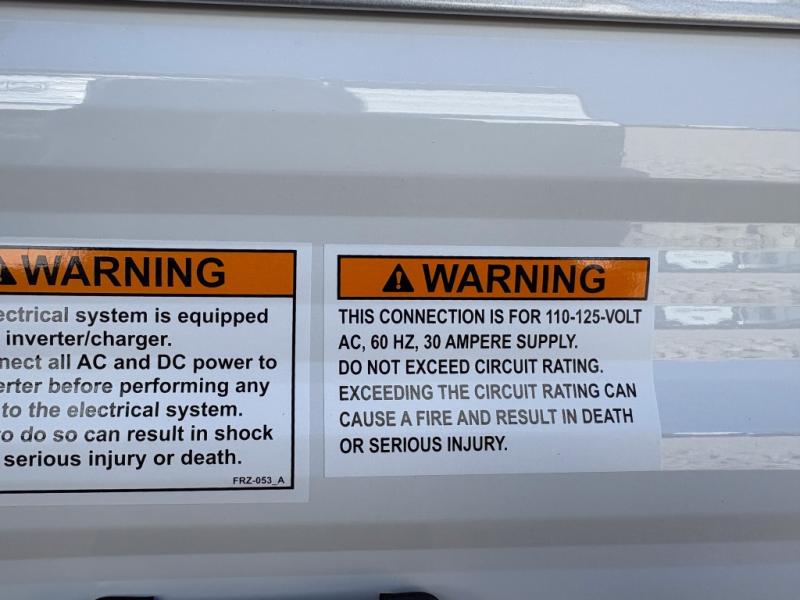 WARNING
ectrical system is equipped
inverter/charger.
nect all AC and DC power to
erter before performing any
to the electrical system.
o do so can result in shock
serious injury or death.
FRZ-053_A
WARNING
THIS CONNECTION IS FOR 110-125-VOLT
AC, 60 HZ, 30 AMPERE SUPPLY.
DO NOT EXCEED CIRCUIT RATING.
EXCEEDING THE CIRCUIT RATING CAN
CAUSE A FIRE AND RESULT IN DEATH
OR SERIOUS INJURY.